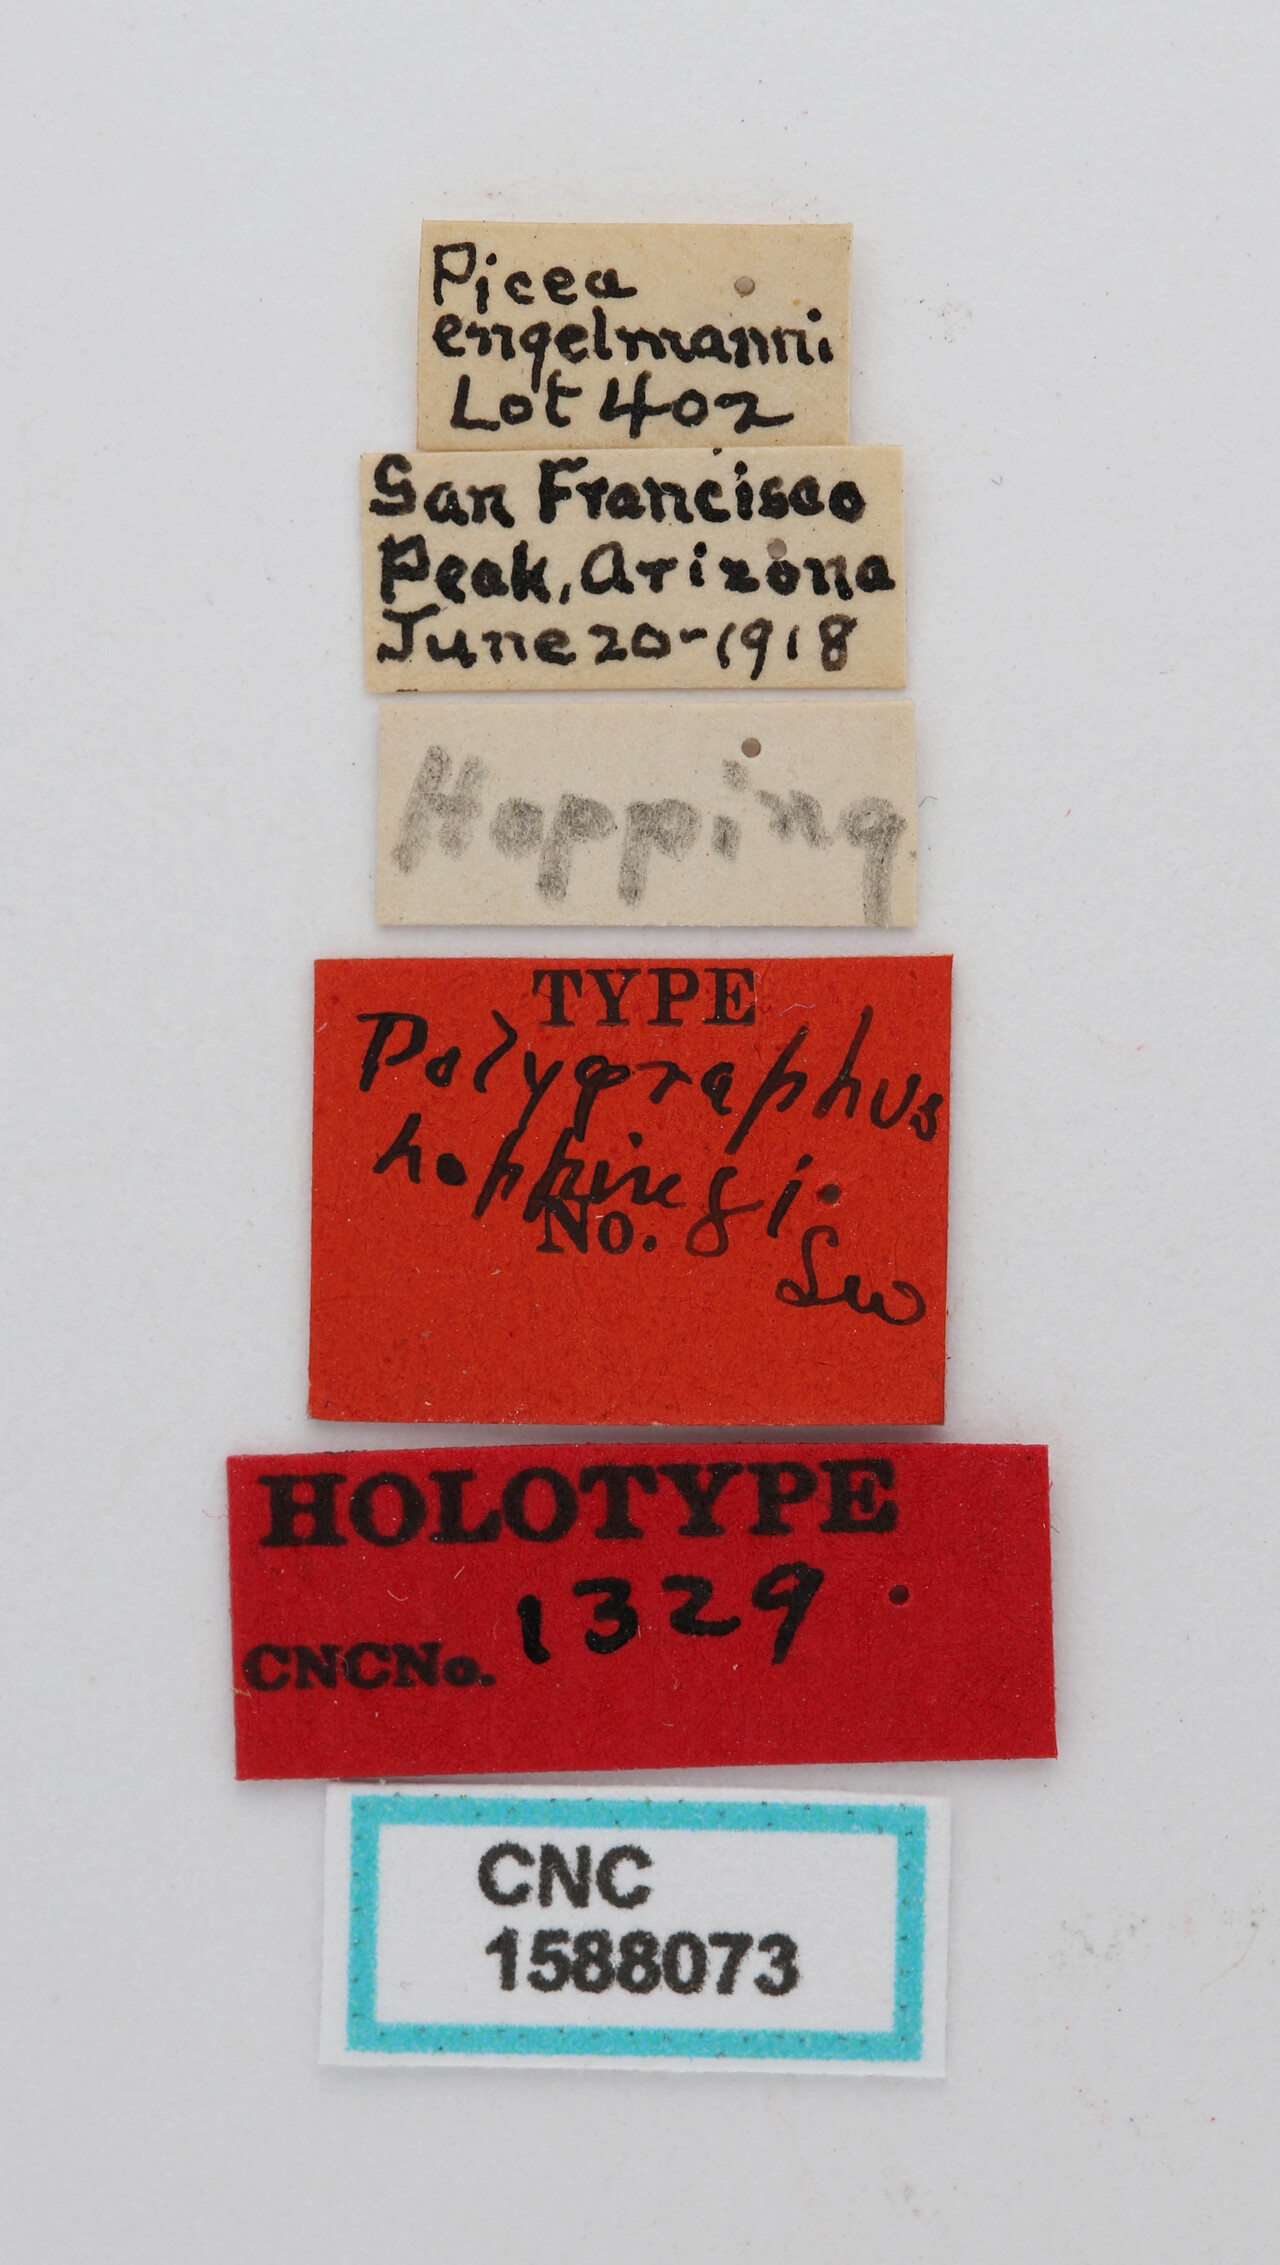 Picea
engelmanni
Lot 402
San Francisco
Peak, Arizona
June 20-1918
Hopping
TYPE
Polygraphus
hoppingi
No.
Sw
HOLOTYPE
1329
CNCNo.
CNC
1588073